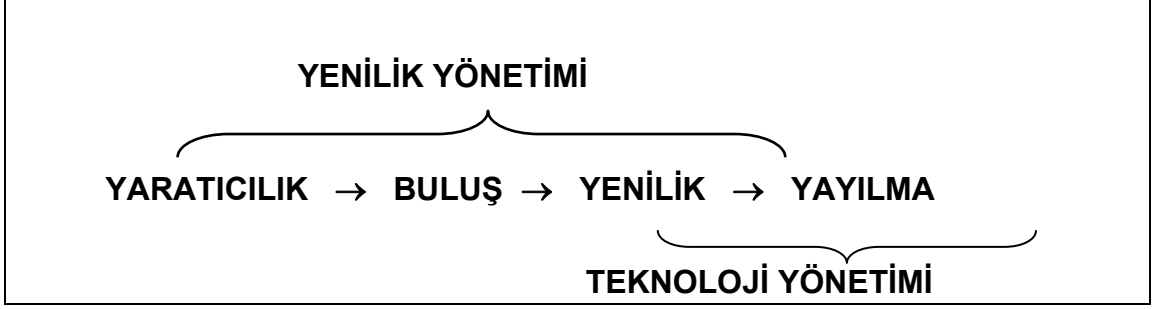 YENİLİK YÖNETİMİ
YARATICILIK → BULUŞ → YENİLİK → YAYILMA
TEKNOLOJİ YÖNETİMİ